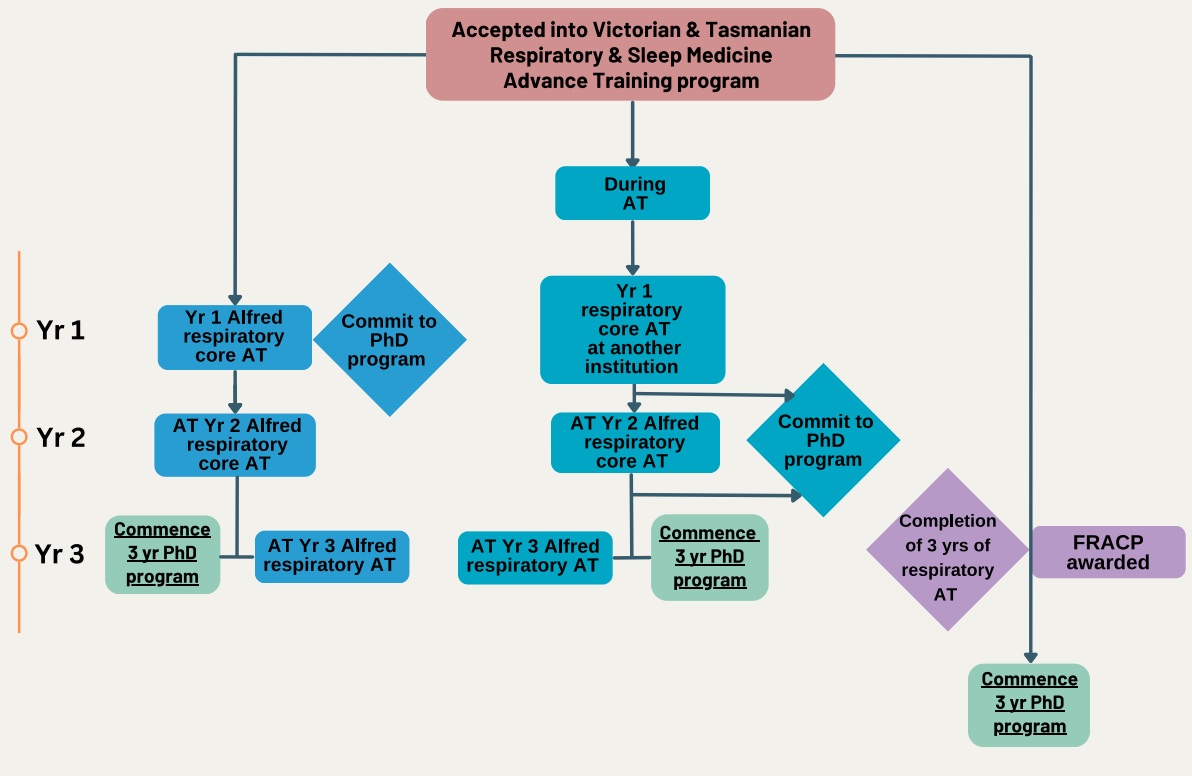 Accepted into Victorian & Tasmanian
Respiratory & Sleep Medicine
Advance Training program
During
AT
Yr 1
Yr 1 Alfred
respiratory
core AT
Commit to
PhD
program
Yr 1
respiratory
core AT
at another
institution
Yr 2
AT Yr 2 Alfred
respiratory
core AT
AT Yr 2 Alfred
respiratory
core AT
Commit to
PhD
program
Yr 3
Commence
3 yr PhD
program
AT Yr 3 Alfred
respiratory AT
AT Yr 3 Alfred
respiratory AT
Commence
3 yr PhD
program
Completion
of 3 yrs of
respiratory
AT
FRACP
awarded
Commence
3 yr PhD
program